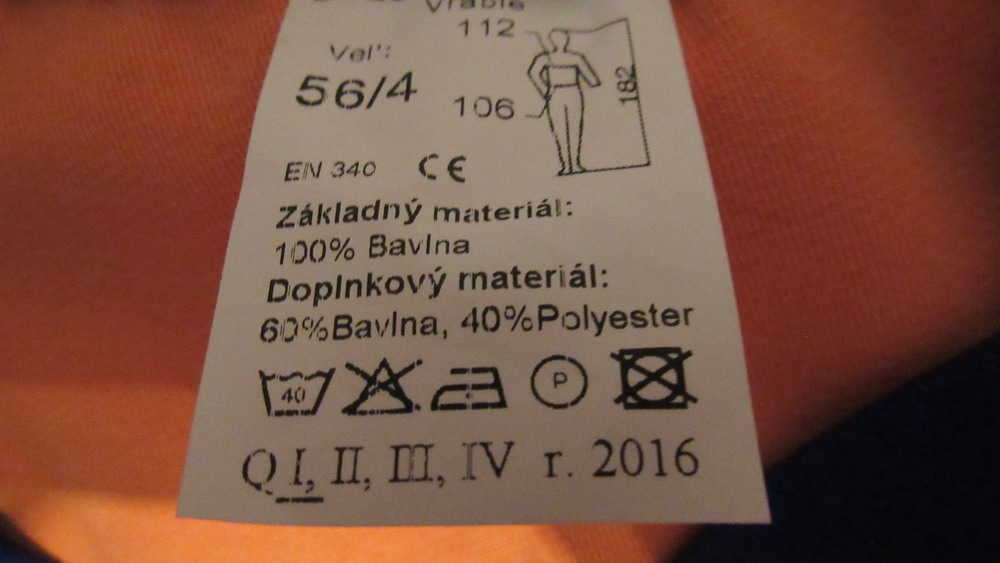 Vráble
112
Veľ:
182
56/4
106
EN 340 CE
Základný materiál:
100% Bavlna
Doplnkový materiál:
60%Bavlna, 40%Polyester
40 P
Q I, II, III, IV r. 2016